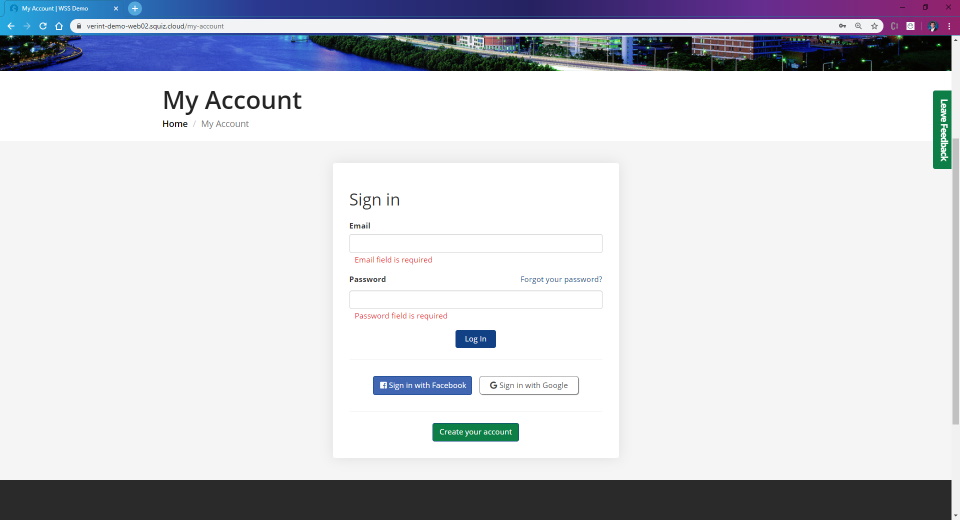 My Account | WSS Demo
verint-demo-web02.squiz.cloud/my-account
My Account
Home / My Account
Leave Feedback
Sign in
Email
Email field is required
Password Forgot your password?
Password field is required
Log In
Sign in with Facebook Sign in with Google
Create your account